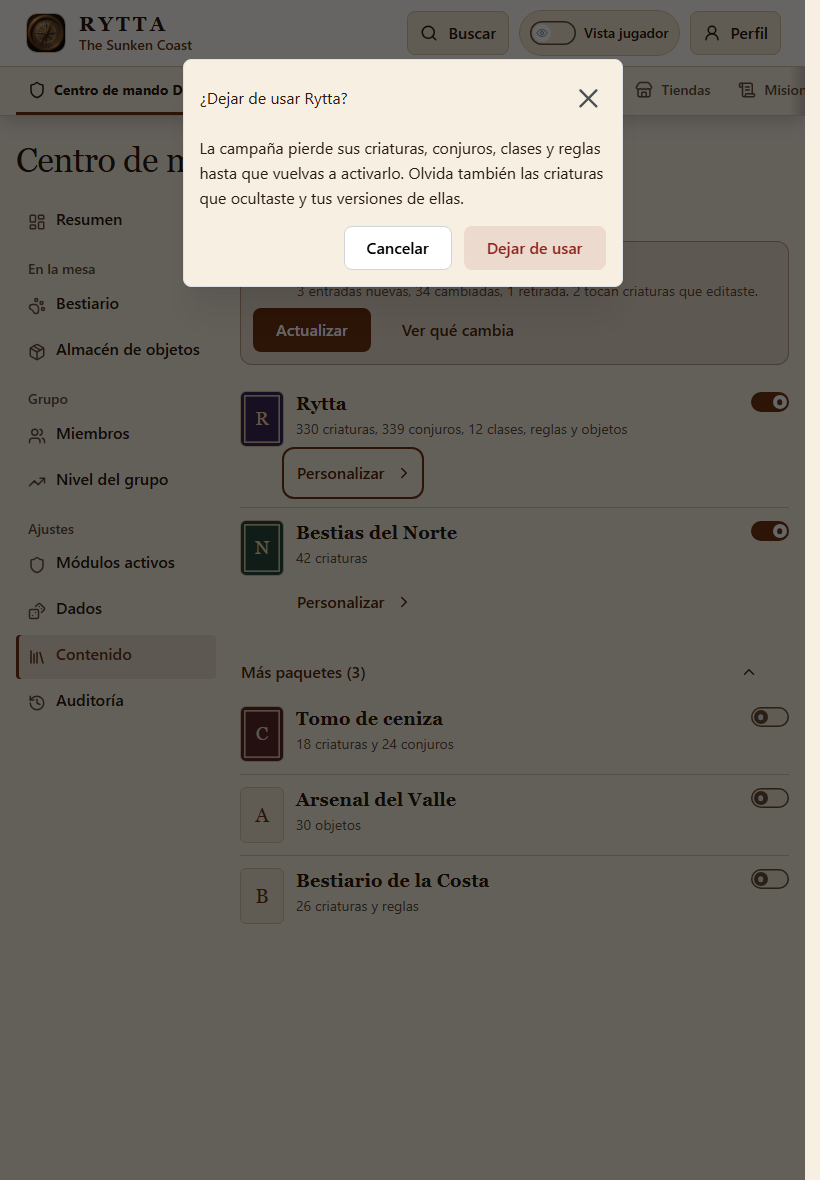 RYTTA
The Sunken Coast
Buscar
Vista jugador
Perfil
Centro de mando D
Tiendas
Mision
¿Dejar de usar Rytta?
La campaña pierde sus criaturas, conjuros, clases y reglas
hasta que vuelvas a activarlo. Olvida también las criaturas
que ocultaste y tus versiones de ellas.
Cancelar
Dejar de usar
Centro de m
Resumen
En la mesa
Bestiario
Almacén de objetos
Grupo
Miembros
Nivel del grupo
Ajustes
Módulos activos
Dados
Contenido
Auditoría
3 entradas nuevas, 34 cambiadas, 1 retirada. 2 tocan criaturas que editaste.
Actualizar
Ver qué cambia
R
Rytta
330 criaturas, 339 conjuros, 12 clases, reglas y objetos
Personalizar
N
Bestias del Norte
42 criaturas
Personalizar
Más paquetes (3)
C
Tomo de ceniza
18 criaturas y 24 conjuros
A
Arsenal del Valle
30 objetos
B
Bestiario de la Costa
26 criaturas y reglas